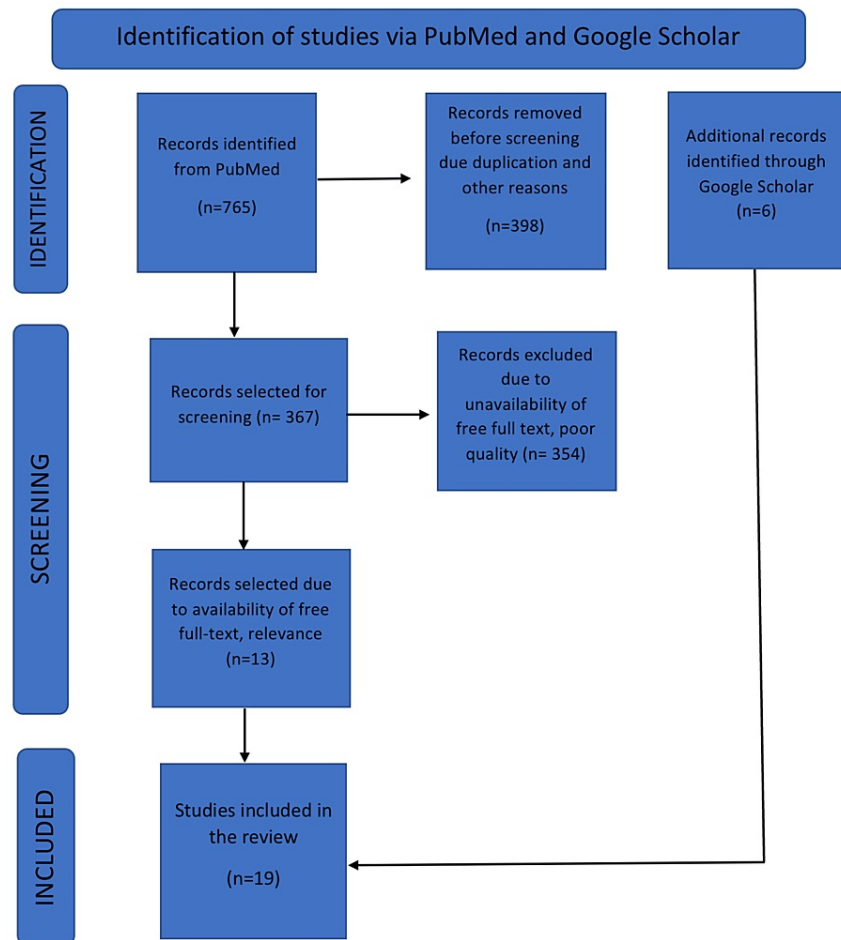 Identification of studies via PubMed and Google Scholar
IDENTIFICATION
Records identified
from PubMed
(n=765)
Records removed
before screening
due duplication and
other reasons
(n=398)
Additional records
identified through
Google Scholar
(n=6)
SCREENING
Records selected for
screening (n= 367)
Records excluded
due to
unavailability of
free full text, poor
quality (n= 354)
Records selected due to
availability of free
full-text, relevance
(n=13)
INCLUDED
Studies included in
the review
(n=19)